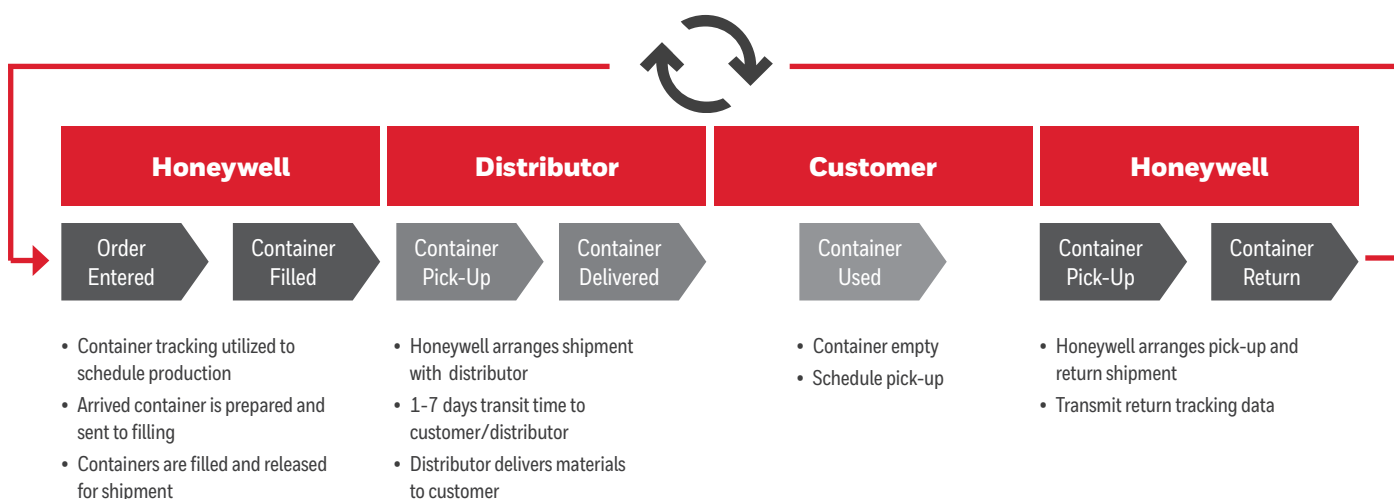 Honeywell
Distributor
Customer
Honeywell
Order
Entered
Container
Filled
Container
Pick-Up
Container
Delivered
Container
Used
Container
Pick-Up
Container
Return
• Container tracking utilized to
schedule production
• Arrived container is prepared and
sent to filling
• Containers are filled and released
for shipment
• Honeywell arranges shipment
with distributor
• 1-7 days transit time to
customer/distributor
• Distributor delivers materials
to customer
• Container empty
• Schedule pick-up
• Honeywell arranges pick-up and
return shipment
• Transmit return tracking data